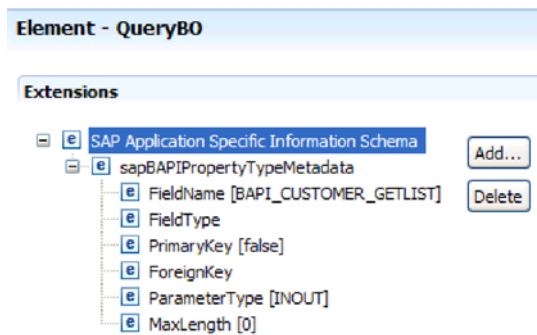 Element - QueryBO
Extensions
SAP Application Specific Information Schema
Add...
sapBAPIPropertyTypeMetadata
FieldName [BAPI_CUSTOMER_GETLIST]
Delete
FieldType
PrimaryKey [false]
ForeignKey
ParameterType [INOUT]
MaxLength [0]